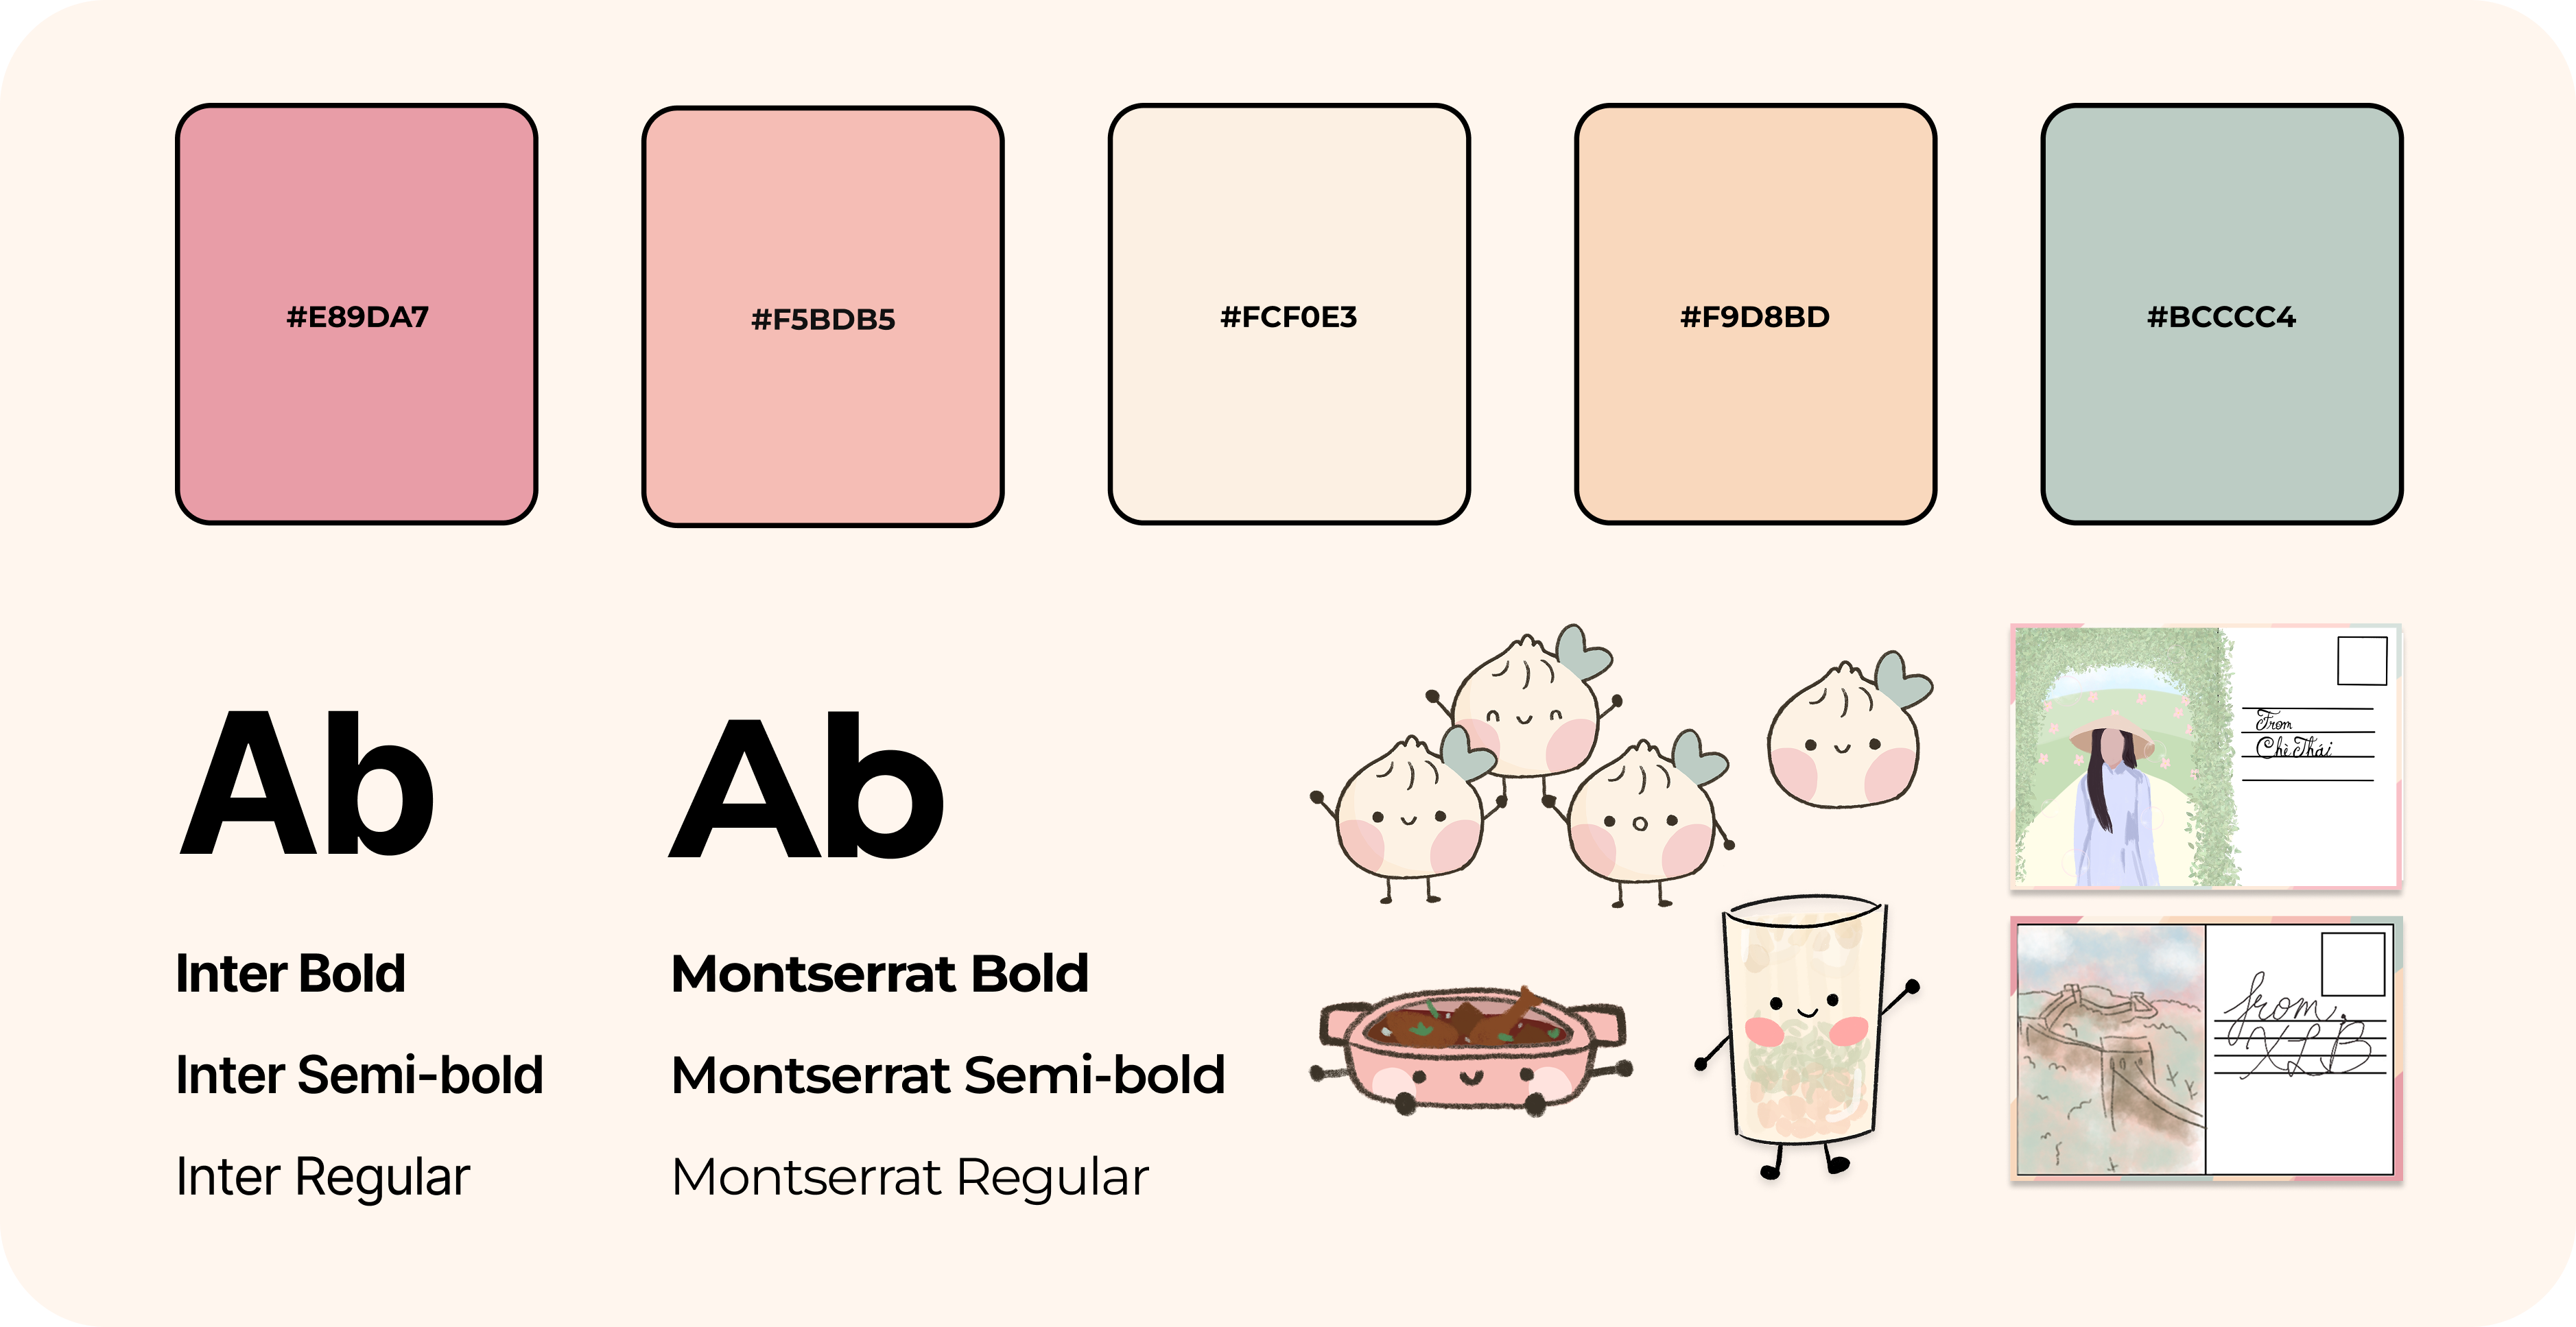 #E89DA7
#F5BDB5
#FCF0E3
#F9D8BD
#BCCCC4
Ab
Inter Bold
Inter Semi-bold
Inter Regular
Ab
Montserrat Bold
Montserrat Semi-bold
Montserrat Regular
From
Chè Thái
from,
XLB